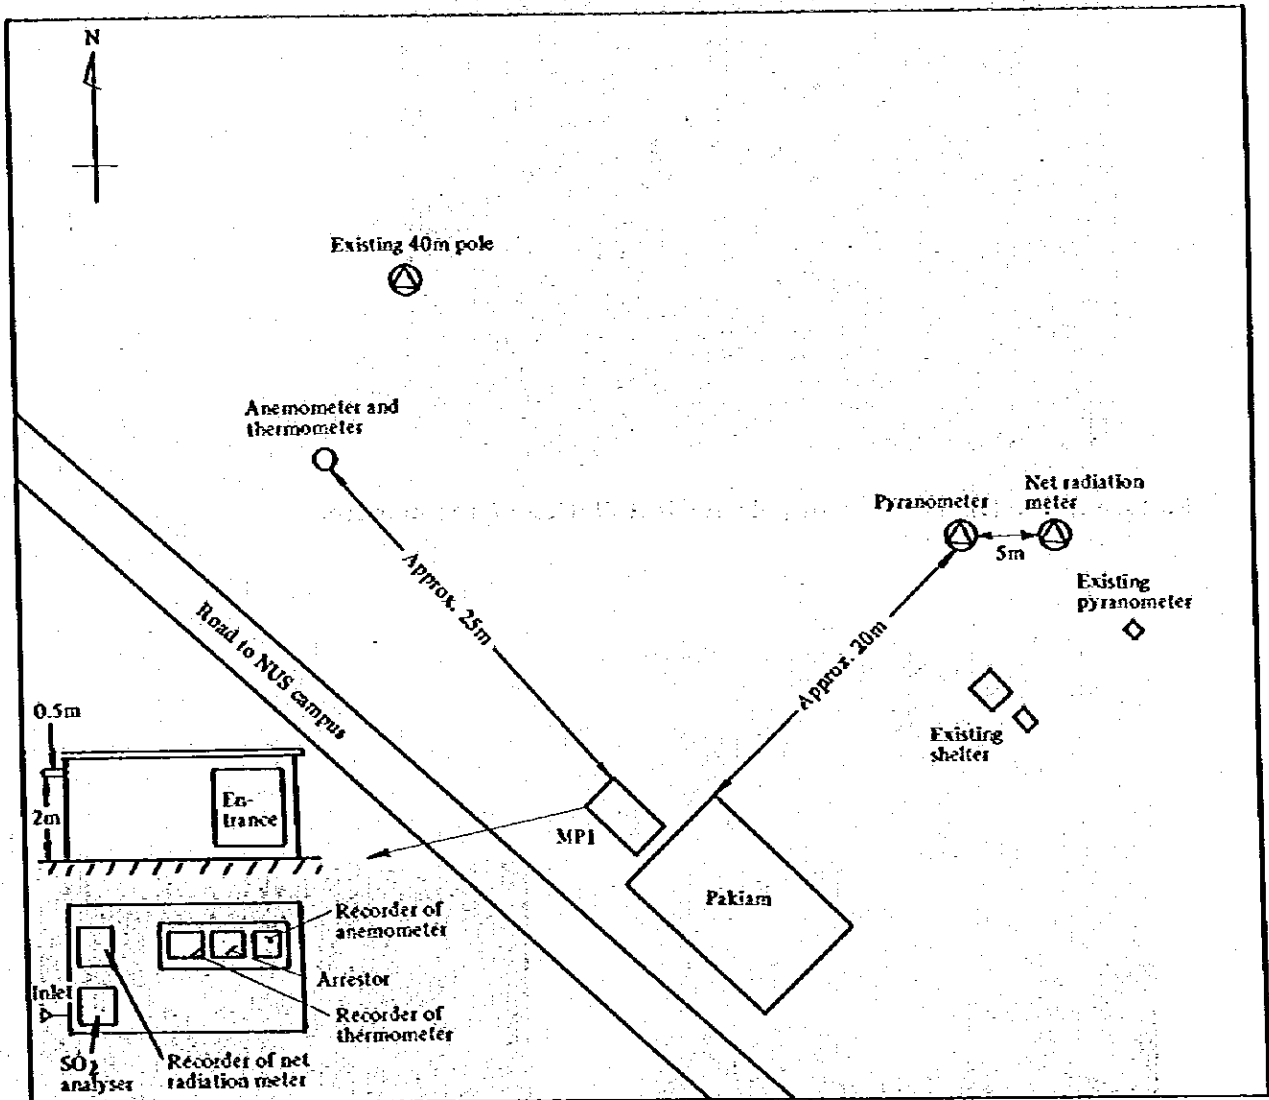 N
Existing 40m pole
Anemometer and
thermometer
Net radiation
meter
Pyranometer
5m
Existing
pyranometer
Approx. 25m
Approx. 20m
Road to NUS campus
Existing
shelter
0.5m
2m
En-
trance
MP1
Pakiam
Recorder of
anemometer
Arrestor
Inlet
Recorder of
thermometer
SO2
analyser
Recorder of net
radiation meter